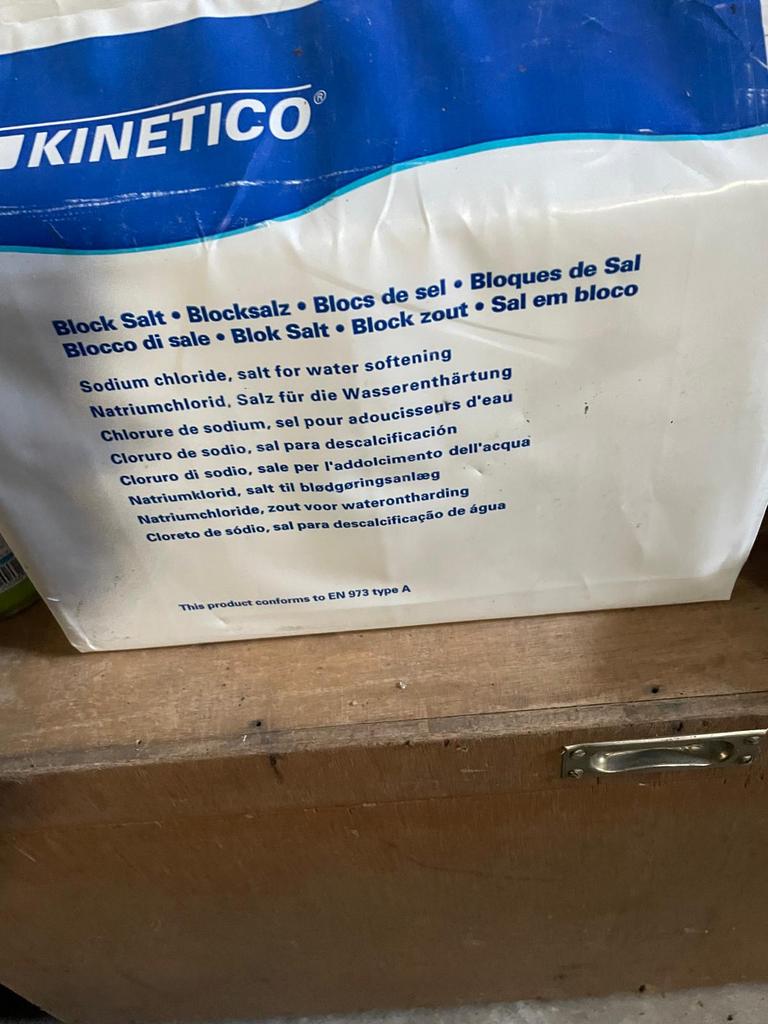 KINETICO®
Block Salt • Blocksalz • Blocs de sel • Bloques de Sal
Blocco di sale • Blok Salt • Block zout • Sal em bloco
Sodium chloride, salt for water softening
Natriumchlorid, Salz für die Wasserenthärtung
Chlorure de sodium, sel pour adoucisseurs d'eau
Cloruro de sodio, sal para descalcificación
Cloruro di sodio, sale per l'addolcimento dell'acqua
Natriumklorid, salt til blødgøringsanlæg
Natriumchloride, zout voor waterontharding
Cloreto de sódio, sal para descalcificação de água
This product conforms to EN 973 type A